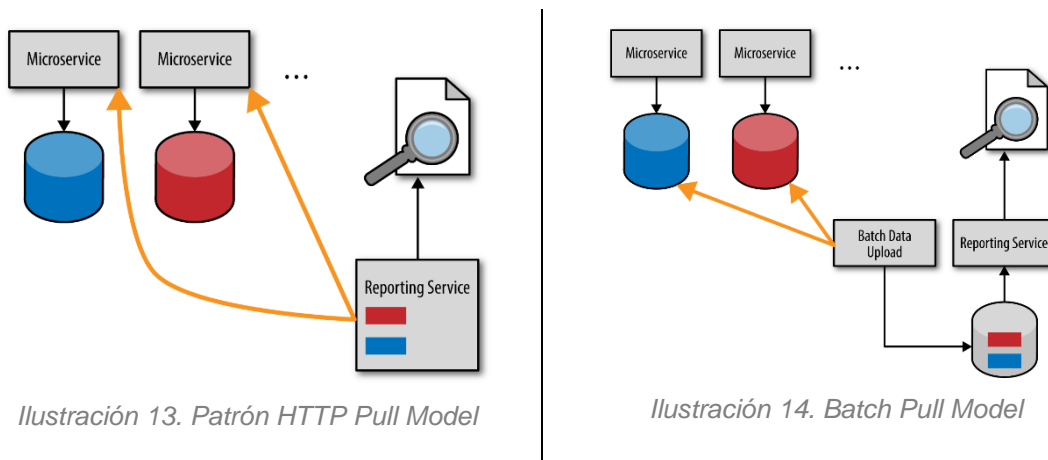 Microservice
Microservice
...
Reporting Service
Ilustración 13. Patrón HTTP Pull Model
Microservice
Microservice
...
Batch Data
Upload
Reporting Service
Ilustración 14. Batch Pull Model